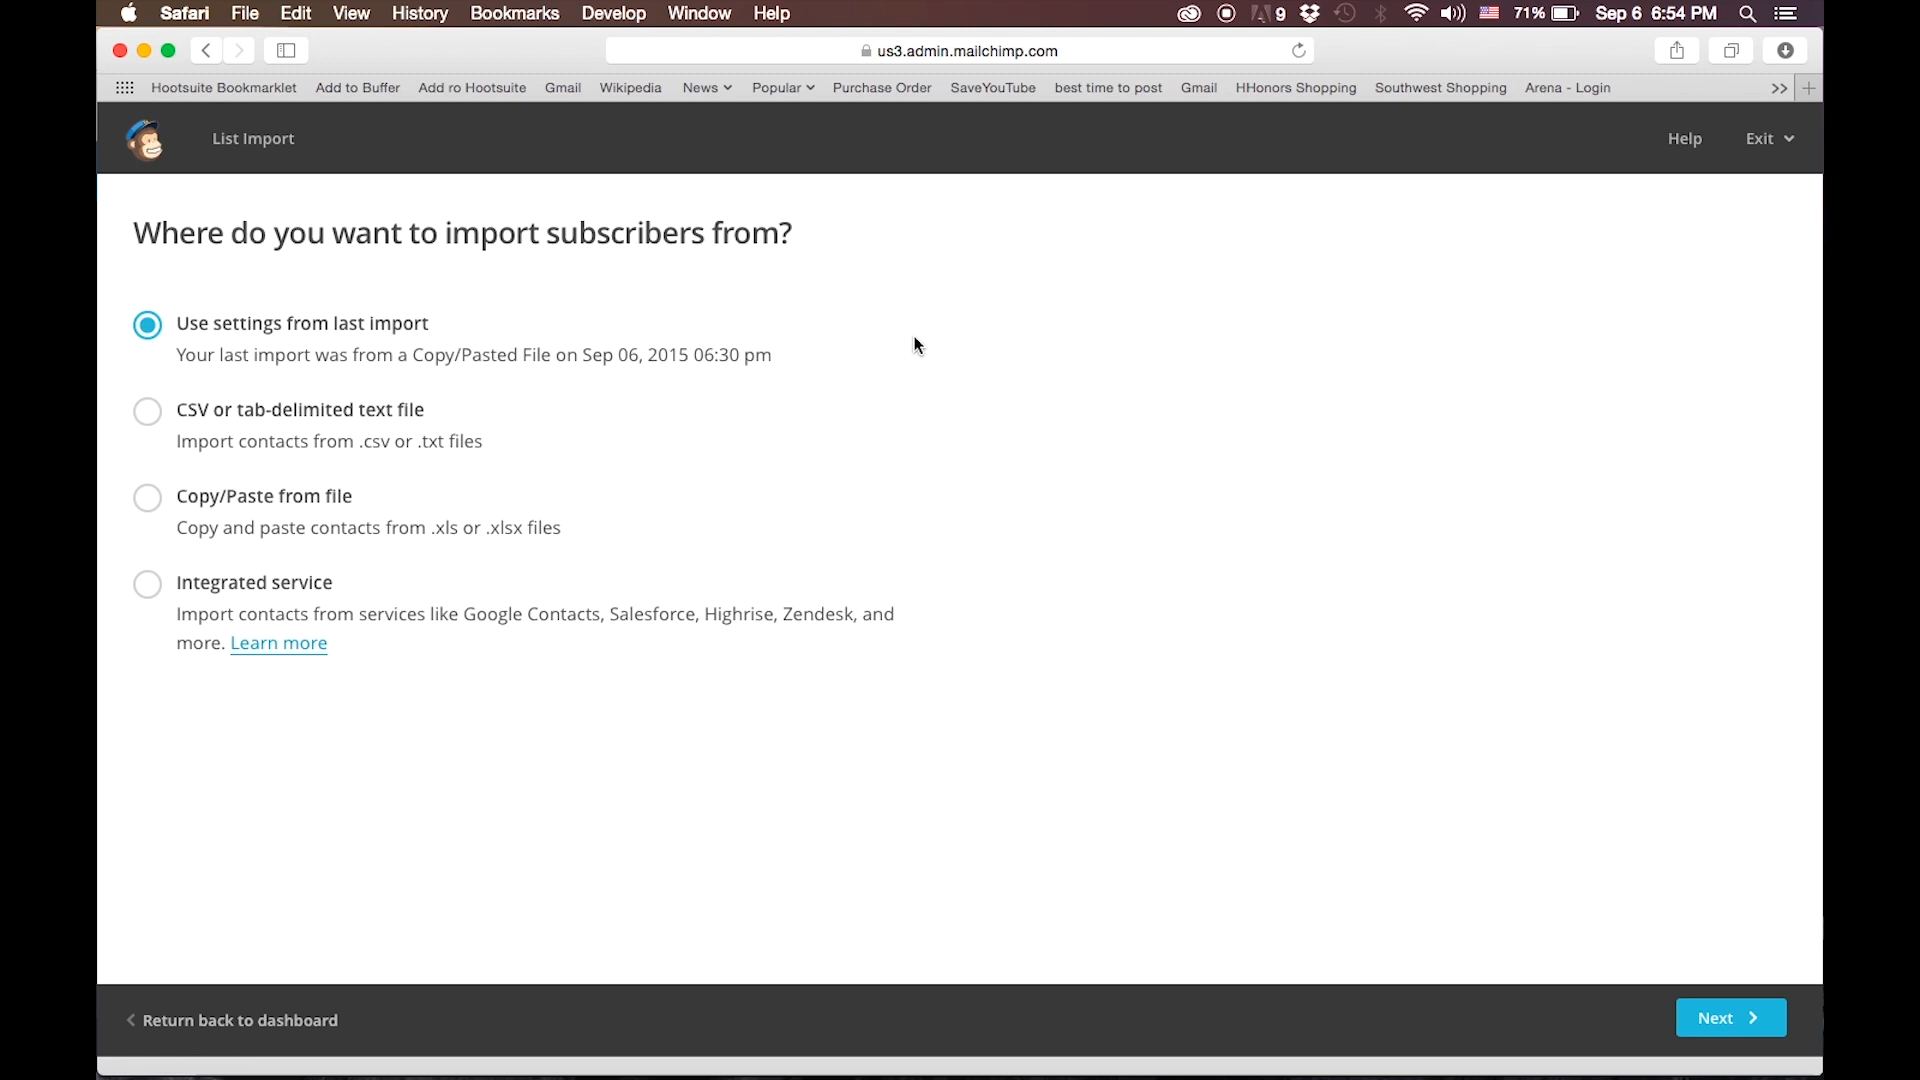 Safari File Edit View History Bookmarks Develop Window Help 9 71% Sep 6 6:54 PM
us3.admin.mailchimp.com
Hootsuite Bookmarklet Add to Buffer Add ro Hootsuite Gmail Wikipedia News Popular Purchase Order SaveYouTube best time to post Gmail HHonors Shopping Southwest Shopping Arena - Login >> +
List Import Help Exit
Where do you want to import subscribers from?
Use settings from last import
Your last import was from a Copy/Pasted File on Sep 06, 2015 06:30 pm
CSV or tab-delimited text file
Import contacts from .csv or .txt files
Copy/Paste from file
Copy and paste contacts from .xls or .xlsx files
Integrated service
Import contacts from services like Google Contacts, Salesforce, Highrise, Zendesk, and
more. Learn more
Return back to dashboard Next